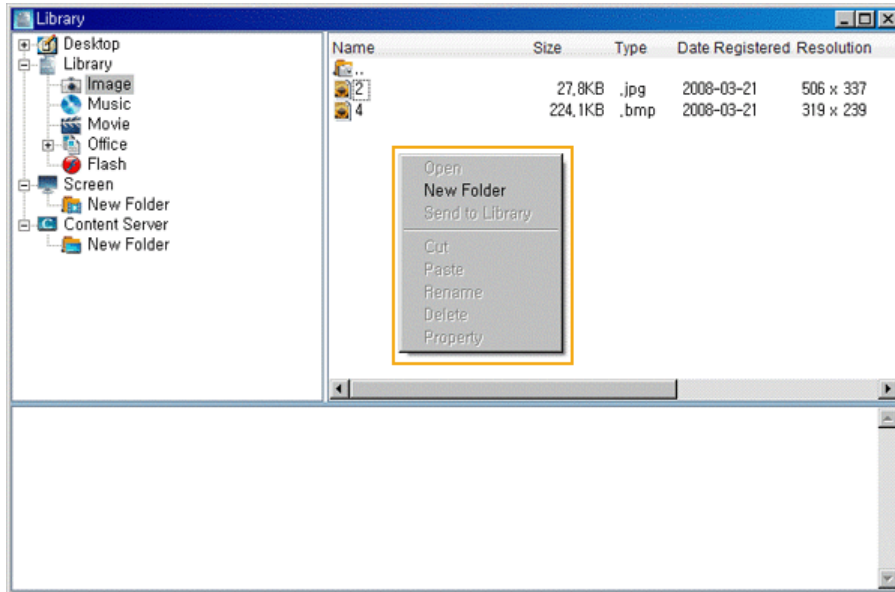 Library
Desktop
Library
Image
Music
Movie
Office
Flash
Screen
New Folder
Content Server
New Folder
Name Size Type Date Registered Resolution
..
2 27,8KB .jpg 2008-03-21 506 x 337
4 224,1KB .bmp 2008-03-21 319 x 239
Open
New Folder
Send to Library
Cut
Paste
Rename
Delete
Property